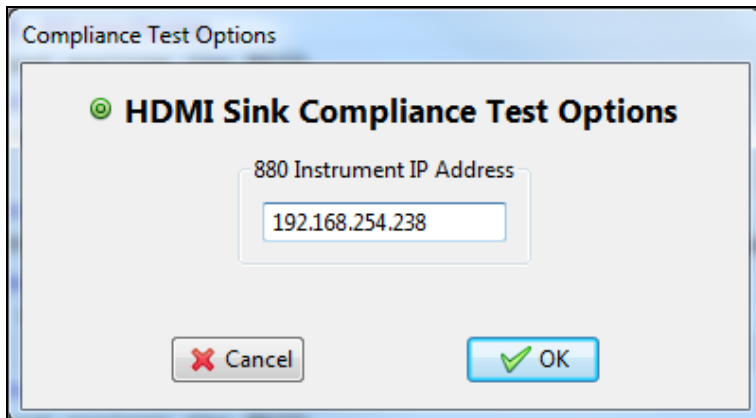 Compliance Test Options
HDMI Sink Compliance Test Options
880 Instrument IP Address
192.168.254.238
Cancel
OK